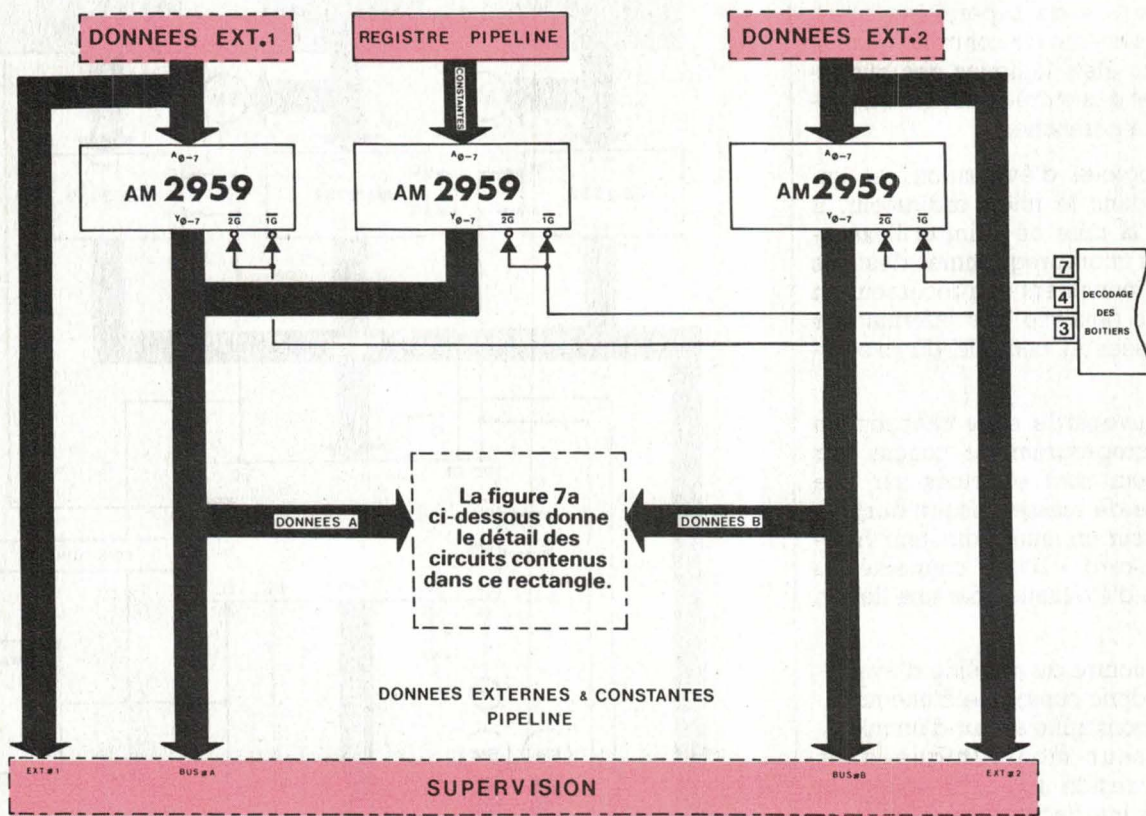 DONNEES EXT.1
REGISTRE PIPELINE
DONNEES EXT.2
CONSTANTES
A0-7
AM 2959
Y0-7 2G 1G
A0-7
AM 2959
Y0-7 2G 1G
A0-7
AM 2959
Y0-7 2G 1G
7
4
3
DECODAGE
DES
BOITIERS
DONNEES A
La figure 7a
ci-dessous donne
le détail des
circuits contenus
dans ce rectangle.
DONNEES B
DONNEES EXTERNES & CONSTANTES
PIPELINE
EXT#1
BUS#A
BUS#B
EXT#2
SUPERVISION